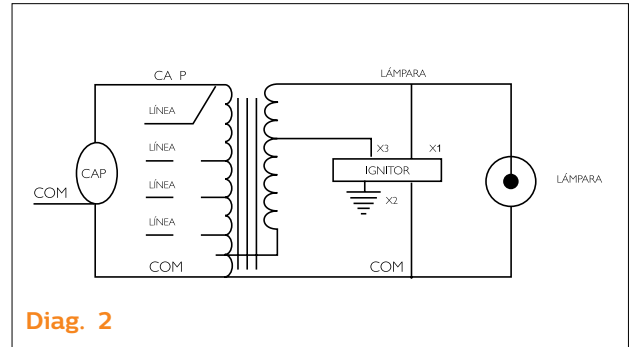 CA P
LÁMPARA
LÍNEA
LÍNEA
X3
X1
CAP
IGNITOR
LÁMPARA
COM
LÍNEA
X2
LÍNEA
COM
COM
Diag. 2